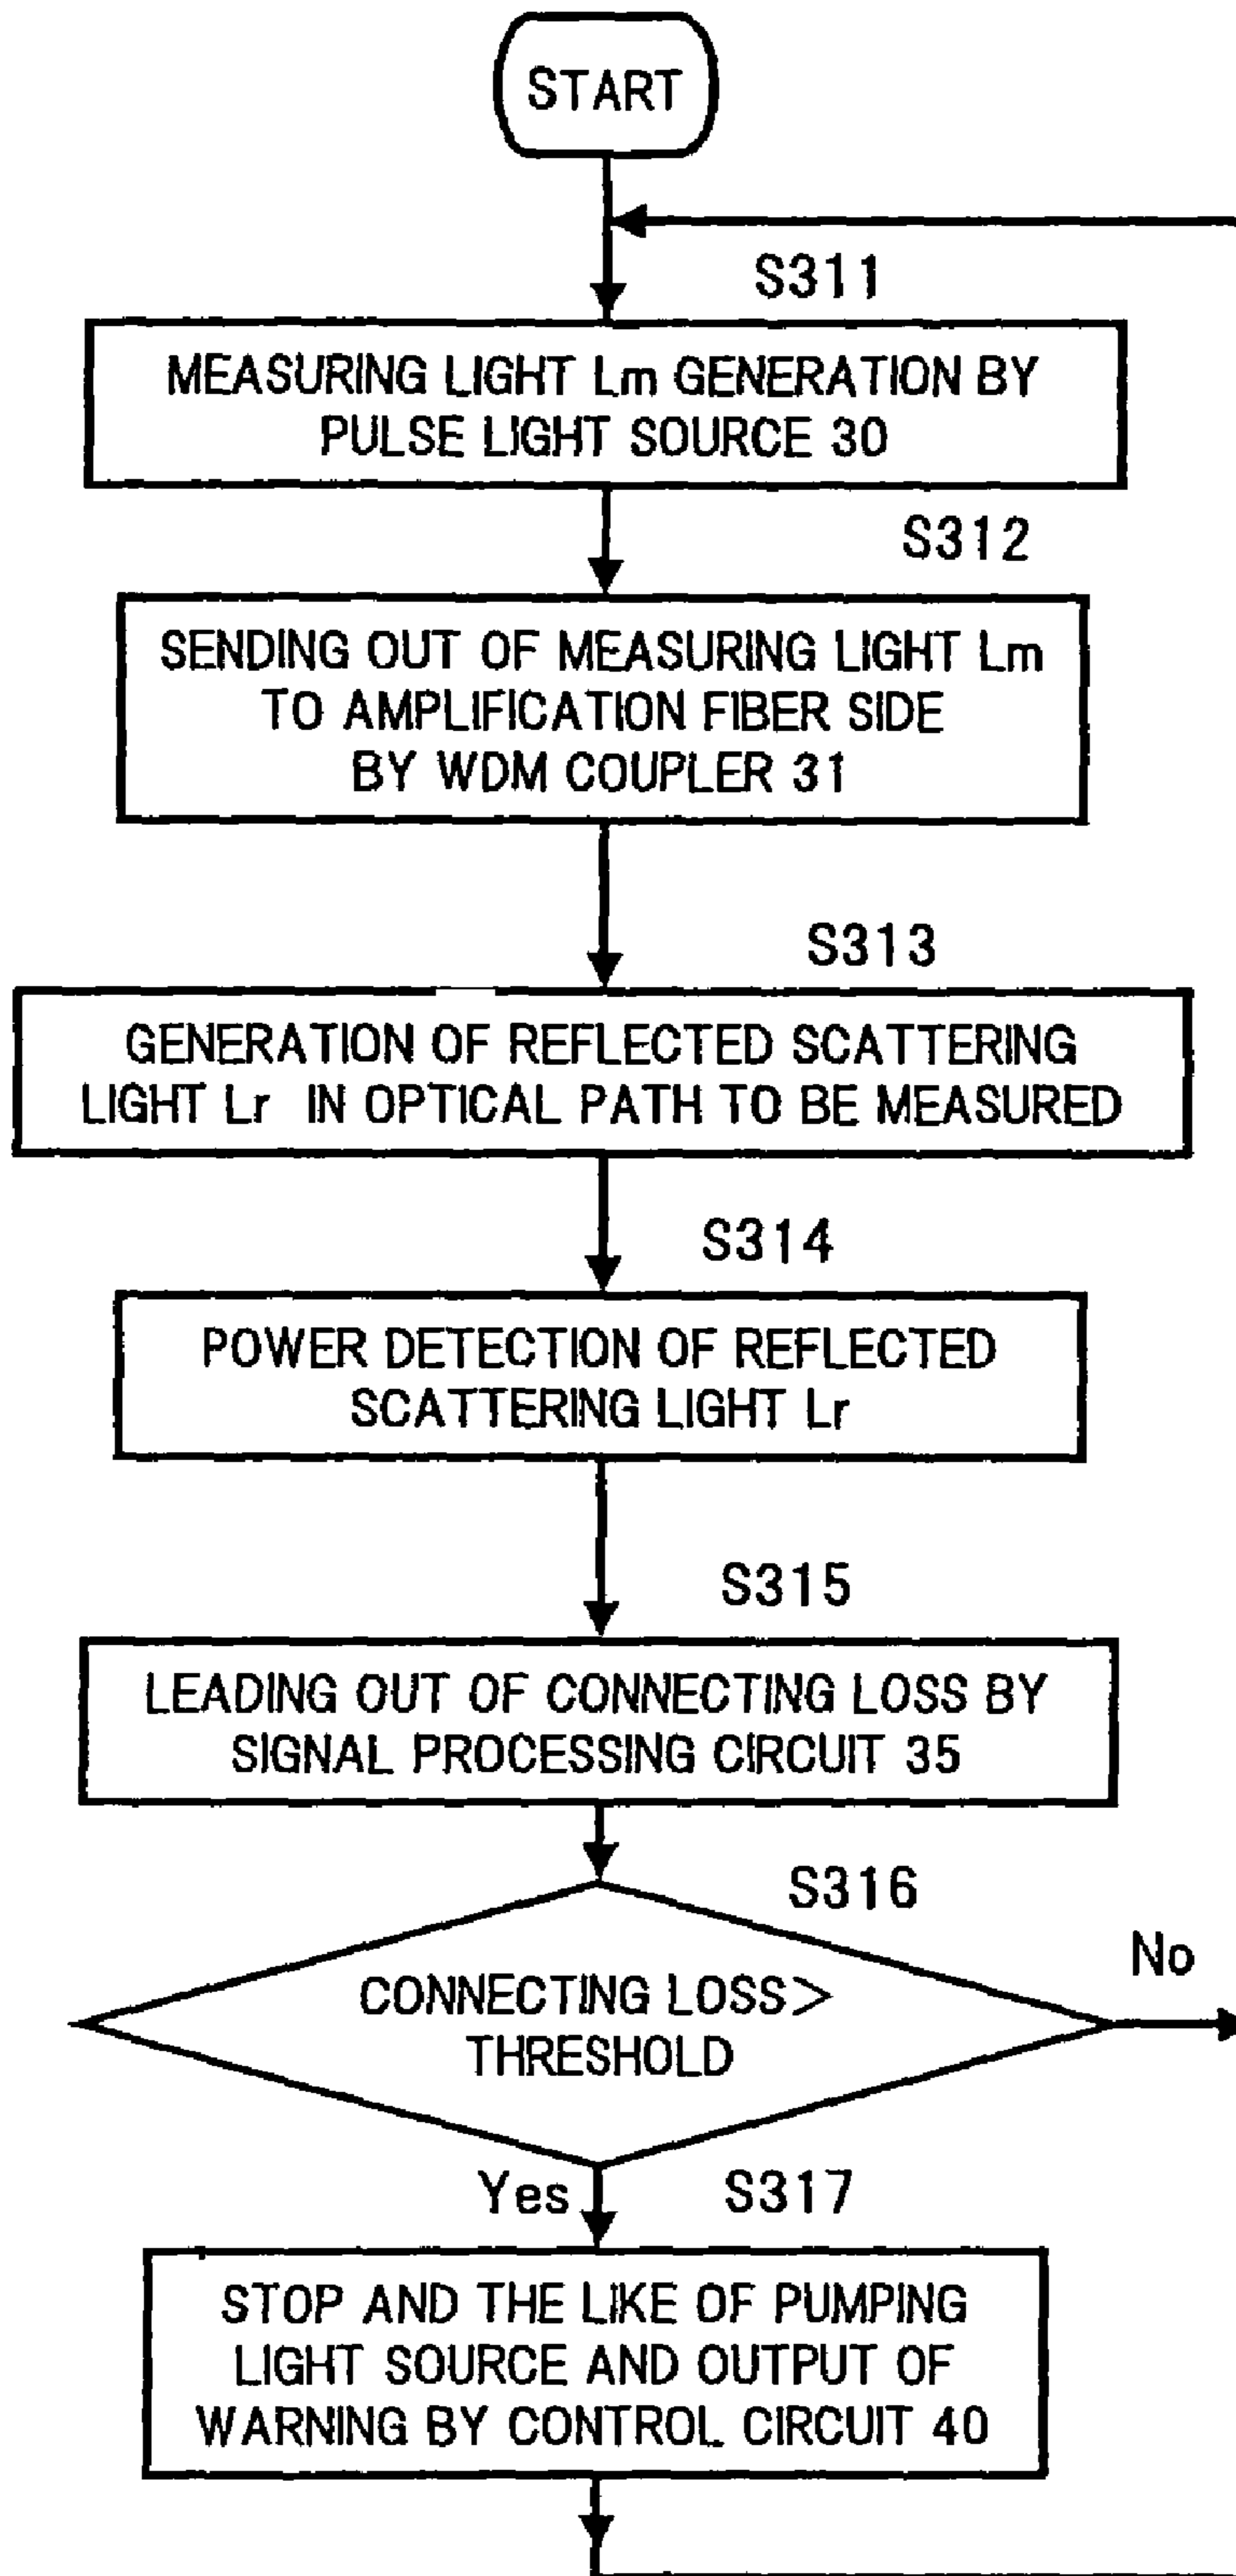 START
S311
MEASURING LIGHT Lm GENERATION BY
PULSE LIGHT SOURCE 30
S312
SENDING OUT OF MEASURING LIGHT Lm
TO AMPLIFICATION FIBER SIDE
BY WDM COUPLER 31
S313
GENERATION OF REFLECTED SCATTERING
LIGHT Lr IN OPTICAL PATH TO BE MEASURED
S314
POWER DETECTION OF REFLECTED
SCATTERING LIGHT Lr
S315
LEADING OUT OF CONNECTING LOSS BY
SIGNAL PROCESSING CIRCUIT 35
S316
No
CONNECTING LOSS>
THRESHOLD
Yes
S317
STOP AND THE LIKE OF PUMPING
LIGHT SOURCE AND OUTPUT OF
WARNING BY CONTROL CIRCUIT 40